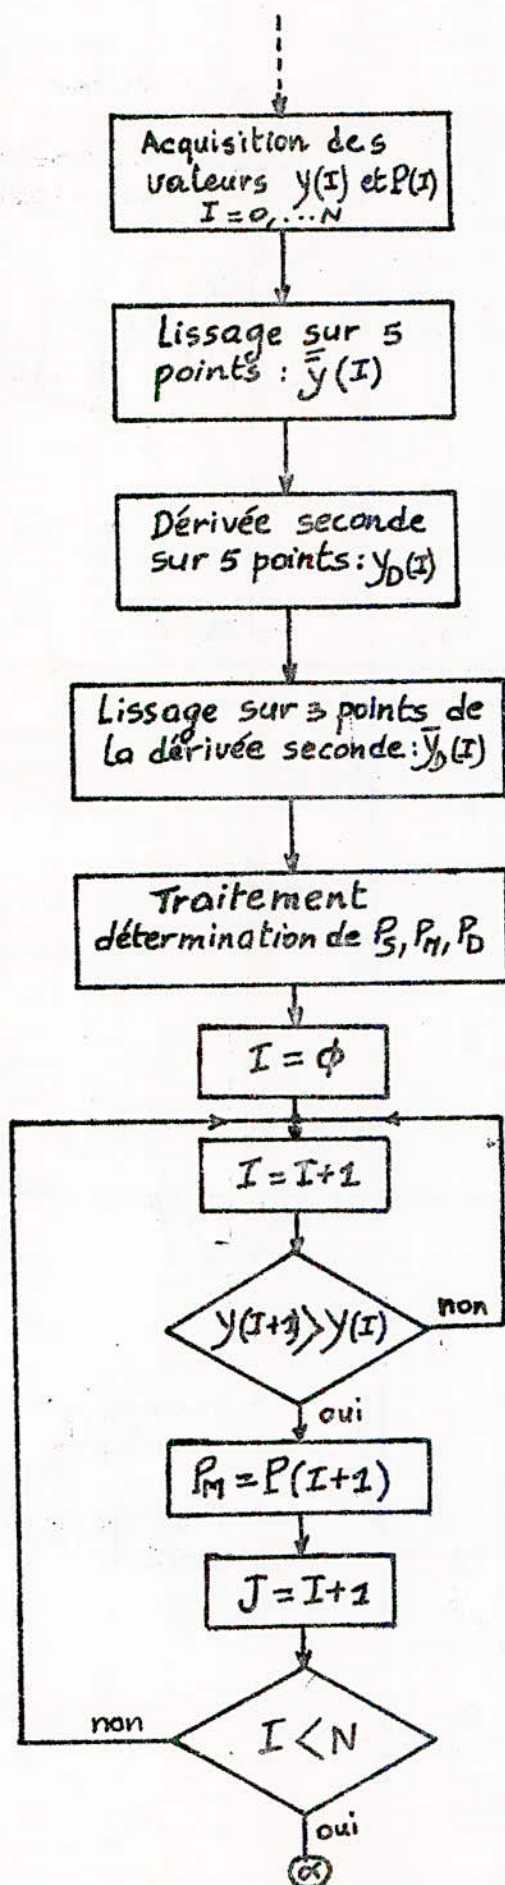 Acquisition des
valeurs y(I) et P(I)
I = 0, ... N
Lissage sur 5
points : y̿(I)
Dérivée seconde
sur 5 points : y_D(I)
Lissage sur 3 points de
la dérivée seconde : ȳ_D(I)
Traitement
détermination de P_S, P_M, P_D
I = ϕ
I = I+1
y(I+1) > y(I)
non
oui
P_M = P(I+1)
J = I+1
non
I < N
oui
α